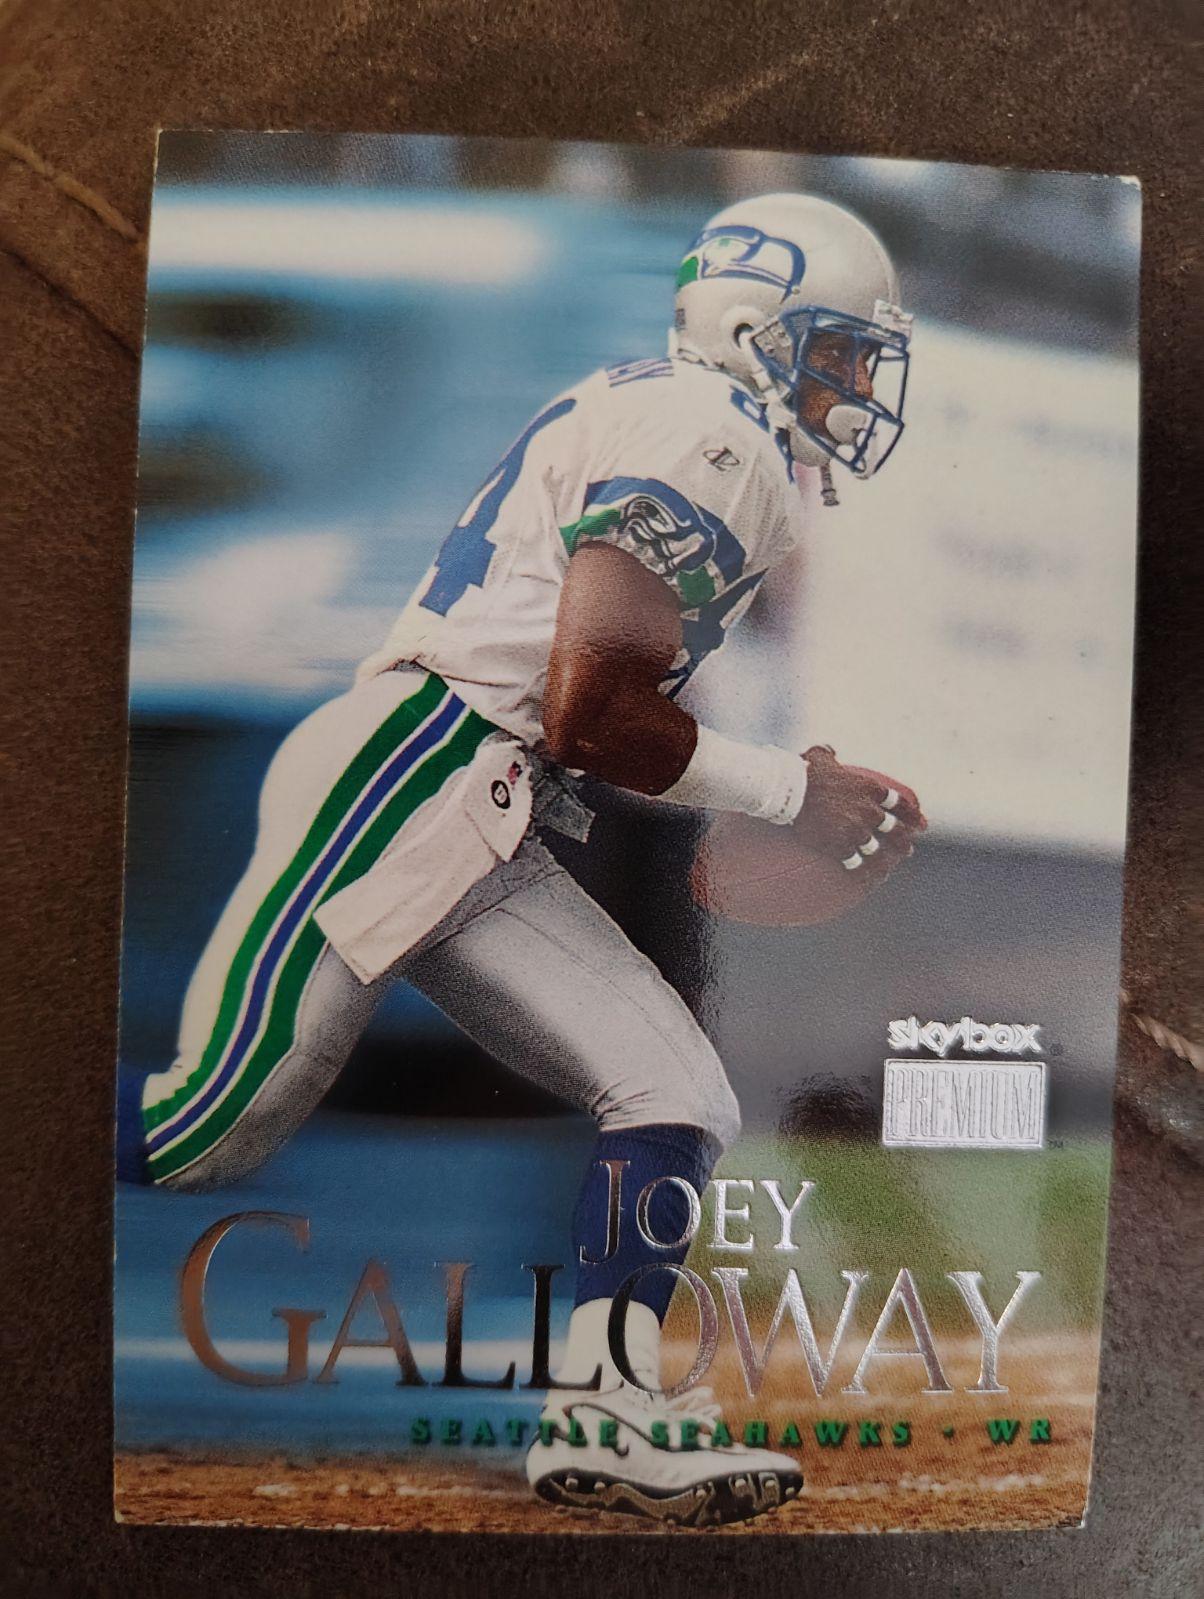 skybox
PREMIUM
JOEY
GALLOWAY
SEATTLE SEAHAWKS • WR